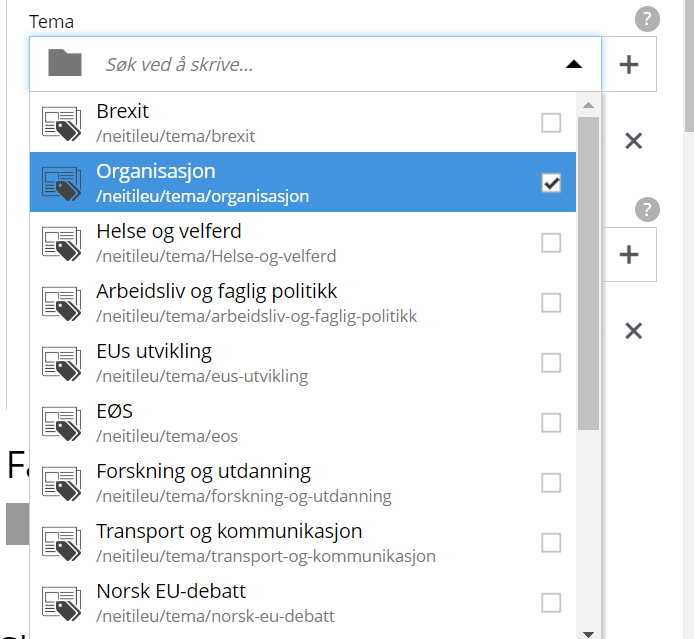 Tema
?
Søk ved å skrive...
Brexit
/neitileu/tema/brexit
Organisasjon
/neitileu/tema/organisasjon
?
Helse og velferd
/neitileu/tema/Helse-og-velferd
Arbeidsliv og faglig politikk
/neitileu/tema/arbeidsliv-og-faglig-politikk
EUs utvikling
/neitileu/tema/eus-utvikling
EØS
/neitileu/tema/eos
Forskning og utdanning
/neitileu/tema/forskning-og-utdanning
Transport og kommunikasjon
/neitileu/tema/transport-og-kommunikasjon
Norsk EU-debatt
/neitileu/tema/norsk-eu-debatt